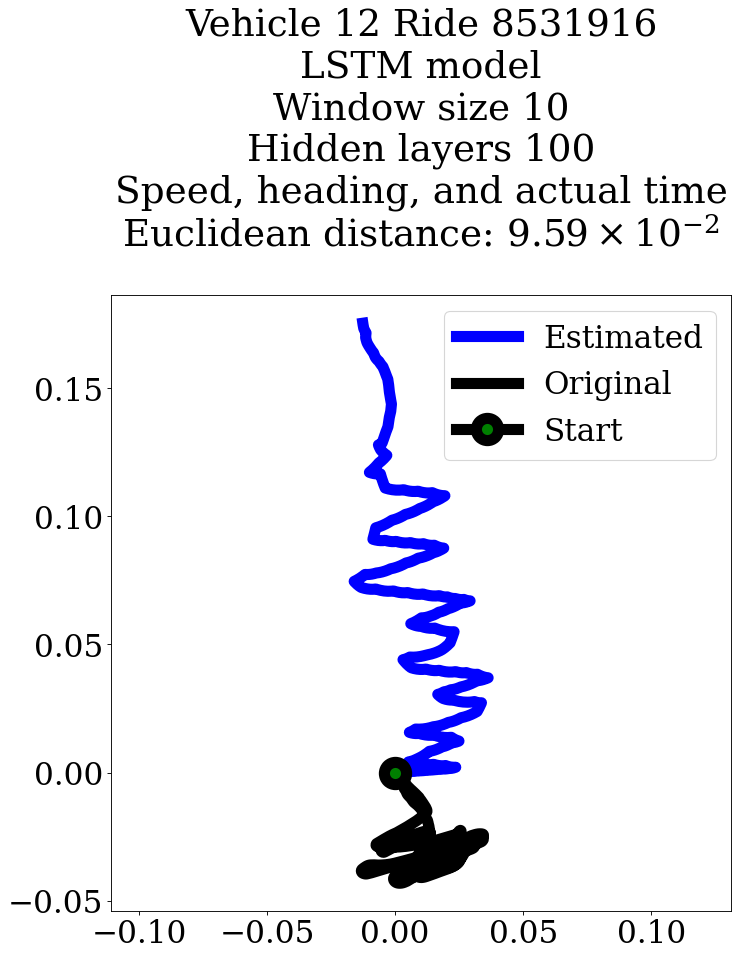 Vehicle 12 Ride 8531916
LSTM model
Window size 10
Hidden layers 100
Speed, heading, and actual time
Euclidean distance: 9.59 × 10⁻²
Estimated
Original
Start
0.15
0.10
0.05
0.00
−0.05
−0.10 −0.05 0.00 0.05 0.10